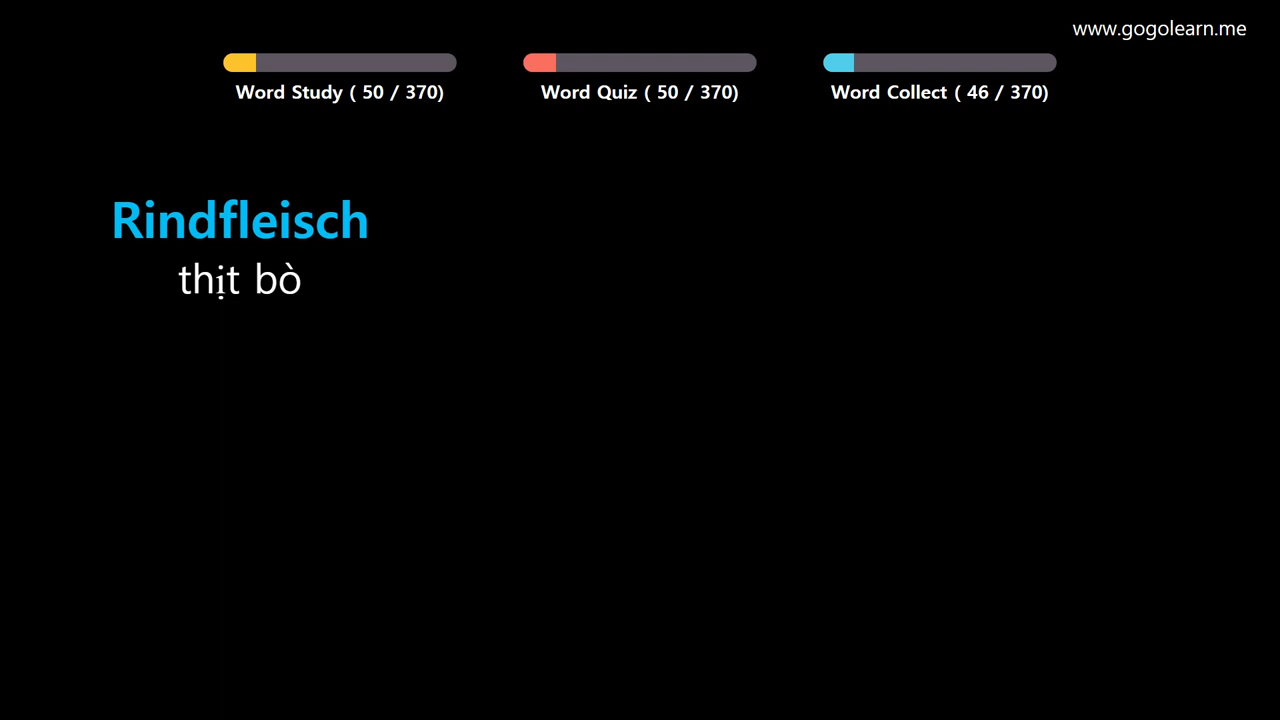 www.gogolearn.me
Word Study ( 50 / 370)
Word Quiz ( 50 / 370)
Word Collect ( 46 / 370)
Rindfleisch
thịt bò